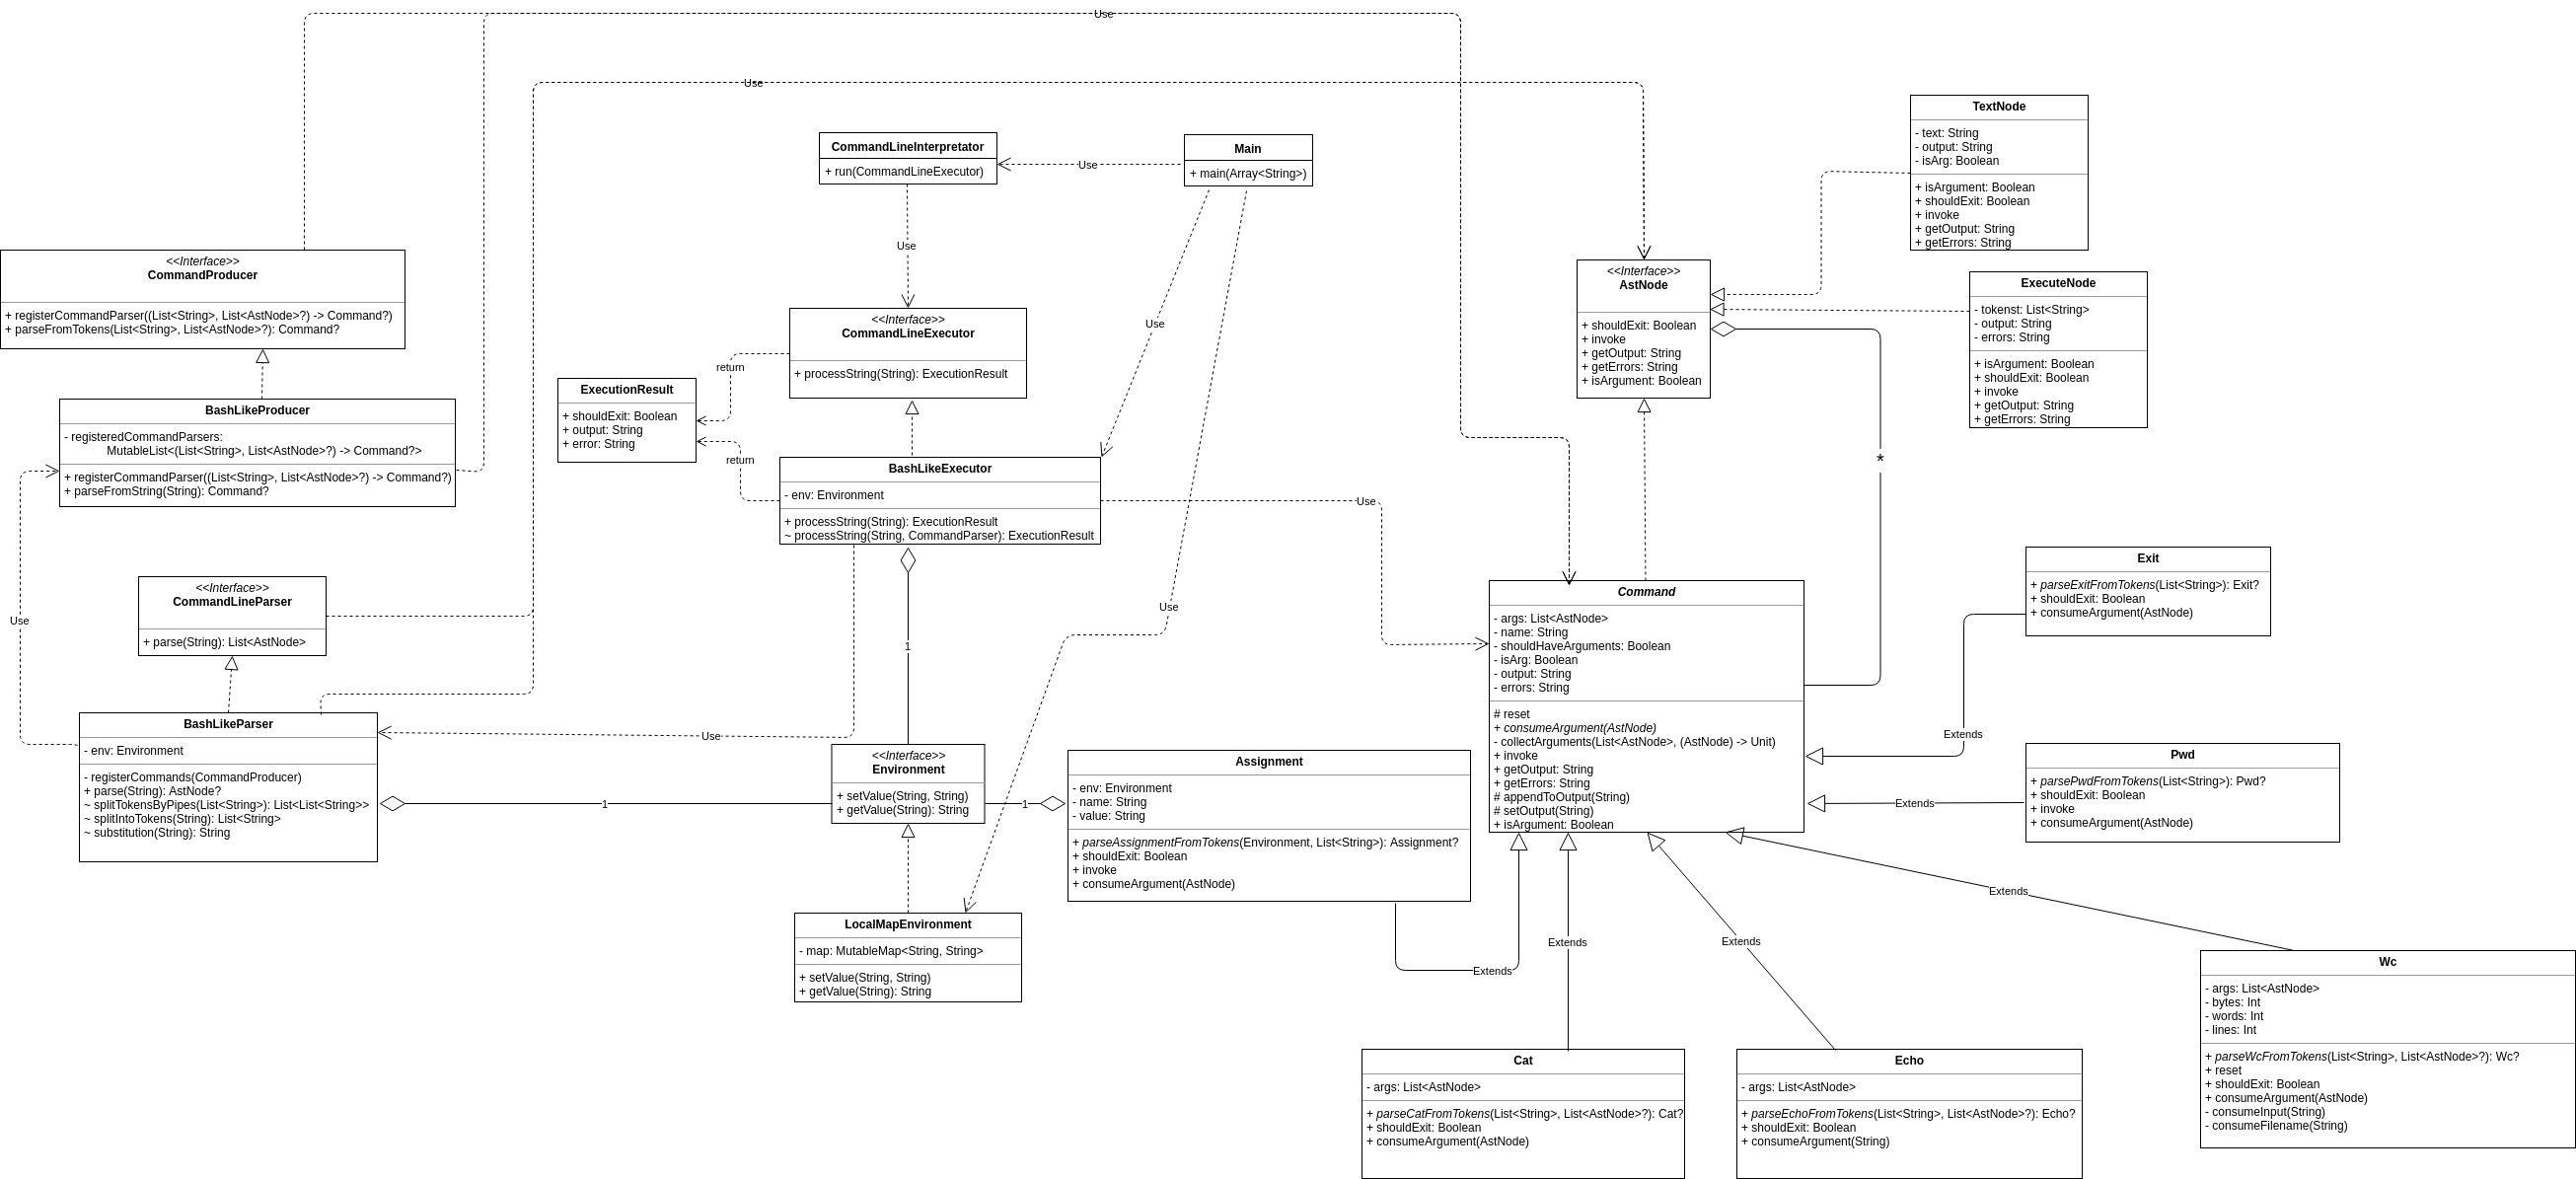 Use
Use
CommandLineInterpretator
+ run(CommandLineExecutor)
Use
Main
+ main(Array<String>)
TextNode
- text: String
- output: String
- isArg: Boolean
+ isArgument: Boolean
+ shouldExit: Boolean
+ invoke
+ getOutput: String
+ getErrors: String
<<Interface>>
CommandProducer
+ registerCommandParser((List<String>, List<AstNode>?) -> Command?)
+ parseFromTokens(List<String>, List<AstNode>?): Command?
Use
<<Interface>>
AstNode
+ shouldExit: Boolean
+ invoke
+ getOutput: String
+ getErrors: String
+ isArgument: Boolean
ExecuteNode
- tokenst: List<String>
- output: String
- errors: String
+ isArgument: Boolean
+ shouldExit: Boolean
+ invoke
+ getOutput: String
+ getErrors: String
<<Interface>>
CommandLineExecutor
+ processString(String): ExecutionResult
Use
return
ExecutionResult
+ shouldExit: Boolean
+ output: String
+ error: String
return
BashLikeProducer
- registeredCommandParsers:
MutableList<(List<String>, List<AstNode>?) -> Command?>
+ registerCommandParser((List<String>, List<AstNode>?) -> Command?)
+ parseFromString(String): Command?
BashLikeExecutor
- env: Environment
+ processString(String): ExecutionResult
~ processString(String, CommandParser): ExecutionResult
Use
*
Exit
+ parseExitFromTokens(List<String>): Exit?
+ shouldExit: Boolean
+ consumeArgument(AstNode)
<<Interface>>
CommandLineParser
+ parse(String): List<AstNode>
Use
Use
1
Command
- args: List<AstNode>
- name: String
- shouldHaveArguments: Boolean
- isArg: Boolean
- output: String
- errors: String
# reset
+ consumeArgument(AstNode)
- collectArguments(List<AstNode>, (AstNode) -> Unit)
+ invoke
+ getOutput: String
+ getErrors: String
# appendToOutput(String)
# setOutput(String)
+ isArgument: Boolean
Extends
BashLikeParser
- env: Environment
- registerCommands(CommandProducer)
+ parse(String): AstNode?
~ splitTokensByPipes(List<String>): List<List<String>>
~ splitIntoTokens(String): List<String>
~ substitution(String): String
Use
1
<<Interface>>
Environment
+ setValue(String, String)
+ getValue(String): String
1
Assignment
- env: Environment
- name: String
- value: String
+ parseAssignmentFromTokens(Environment, List<String>): Assignment?
+ shouldExit: Boolean
+ invoke
+ consumeArgument(AstNode)
Pwd
+ parsePwdFromTokens(List<String>): Pwd?
+ shouldExit: Boolean
+ invoke
+ consumeArgument(AstNode)
Extends
Extends
LocalMapEnvironment
- map: MutableMap<String, String>
+ setValue(String, String)
+ getValue(String): String
Extends
Extends
Extends
Wc
- args: List<AstNode>
- bytes: Int
- words: Int
- lines: Int
+ parseWcFromTokens(List<String>, List<AstNode>?): Wc?
+ reset
+ shouldExit: Boolean
+ consumeArgument(AstNode)
- consumeInput(String)
- consumeFilename(String)
Cat
- args: List<AstNode>
+ parseCatFromTokens(List<String>, List<AstNode>?): Cat?
+ shouldExit: Boolean
+ consumeArgument(AstNode)
Echo
- args: List<AstNode>
+ parseEchoFromTokens(List<String>, List<AstNode>?): Echo?
+ shouldExit: Boolean
+ consumeArgument(String)